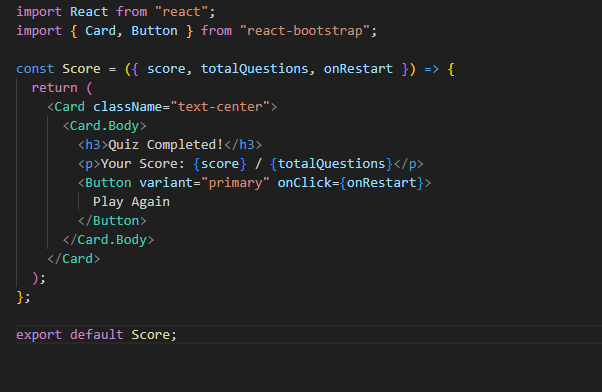 import React from "react";
import { Card, Button } from "react-bootstrap";

const Score = ({ score, totalQuestions, onRestart }) => {
  return (
    <Card className="text-center">
      <Card.Body>
        <h3>Quiz Completed!</h3>
        <p>Your Score: {score} / {totalQuestions}</p>
        <Button variant="primary" onClick={onRestart}>
          Play Again
        </Button>
      </Card.Body>
    </Card>
  );
};

export default Score;